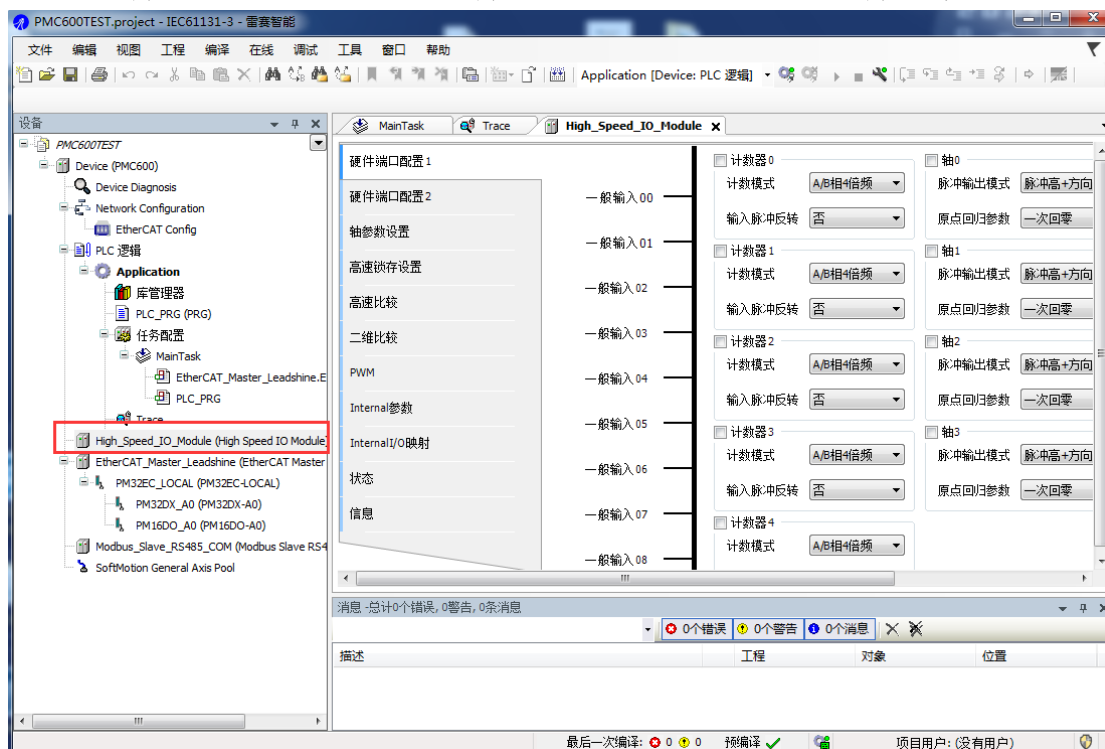 PMC600TEST.project - IEC61131-3 - 雷赛智能
文件 编辑 视图 工程 编译 在线 调试 工具 窗口 帮助
Application [Device: PLC 逻辑]
设备
PMC600TEST
Device (PMC600)
Device Diagnosis
Network Configuration
EtherCAT Config
PLC 逻辑
Application
库管理器
PLC_PRG (PRG)
任务配置
MainTask
EtherCAT_Master_Leadshine.E
PLC_PRG
Trace
High_Speed_IO_Module (High Speed IO Module)
EtherCAT_Master_Leadshine (EtherCAT Master
PM32EC_LOCAL (PM32EC-LOCAL)
PM32DX_A0 (PM32DX-A0)
PM16DO_A0 (PM16DO-A0)
Modbus_Slave_RS485_COM (Modbus Slave RS4
SoftMotion General Axis Pool
MainTask Trace High_Speed_IO_Module
硬件端口配置1
硬件端口配置2
轴参数设置
高速锁存设置
高速比较
二维比较
PWM
Internal参数
InternalI/O映射
状态
信息
一般输入00
一般输入01
一般输入02
一般输入03
一般输入04
一般输入05
一般输入06
一般输入07
一般输入08
计数器0
计数模式 A/B相4倍频
输入脉冲反转 否
计数器1
计数模式 A/B相4倍频
输入脉冲反转 否
计数器2
计数模式 A/B相4倍频
输入脉冲反转 否
计数器3
计数模式 A/B相4倍频
输入脉冲反转 否
计数器4
计数模式 A/B相4倍频
轴0
脉冲输出模式 脉冲高+方向
原点回归参数 一次回零
轴1
脉冲输出模式 脉冲高+方向
原点回归参数 一次回零
轴2
脉冲输出模式 脉冲高+方向
原点回归参数 一次回零
轴3
脉冲输出模式 脉冲高+方向
原点回归参数 一次回零
消息 -总计0个错误, 0警告, 0条消息
0个错误 0个警告 0个消息
描述 工程 对象 位置
最后一次编译: 0 0 预编译 项目用户: (没有用户)